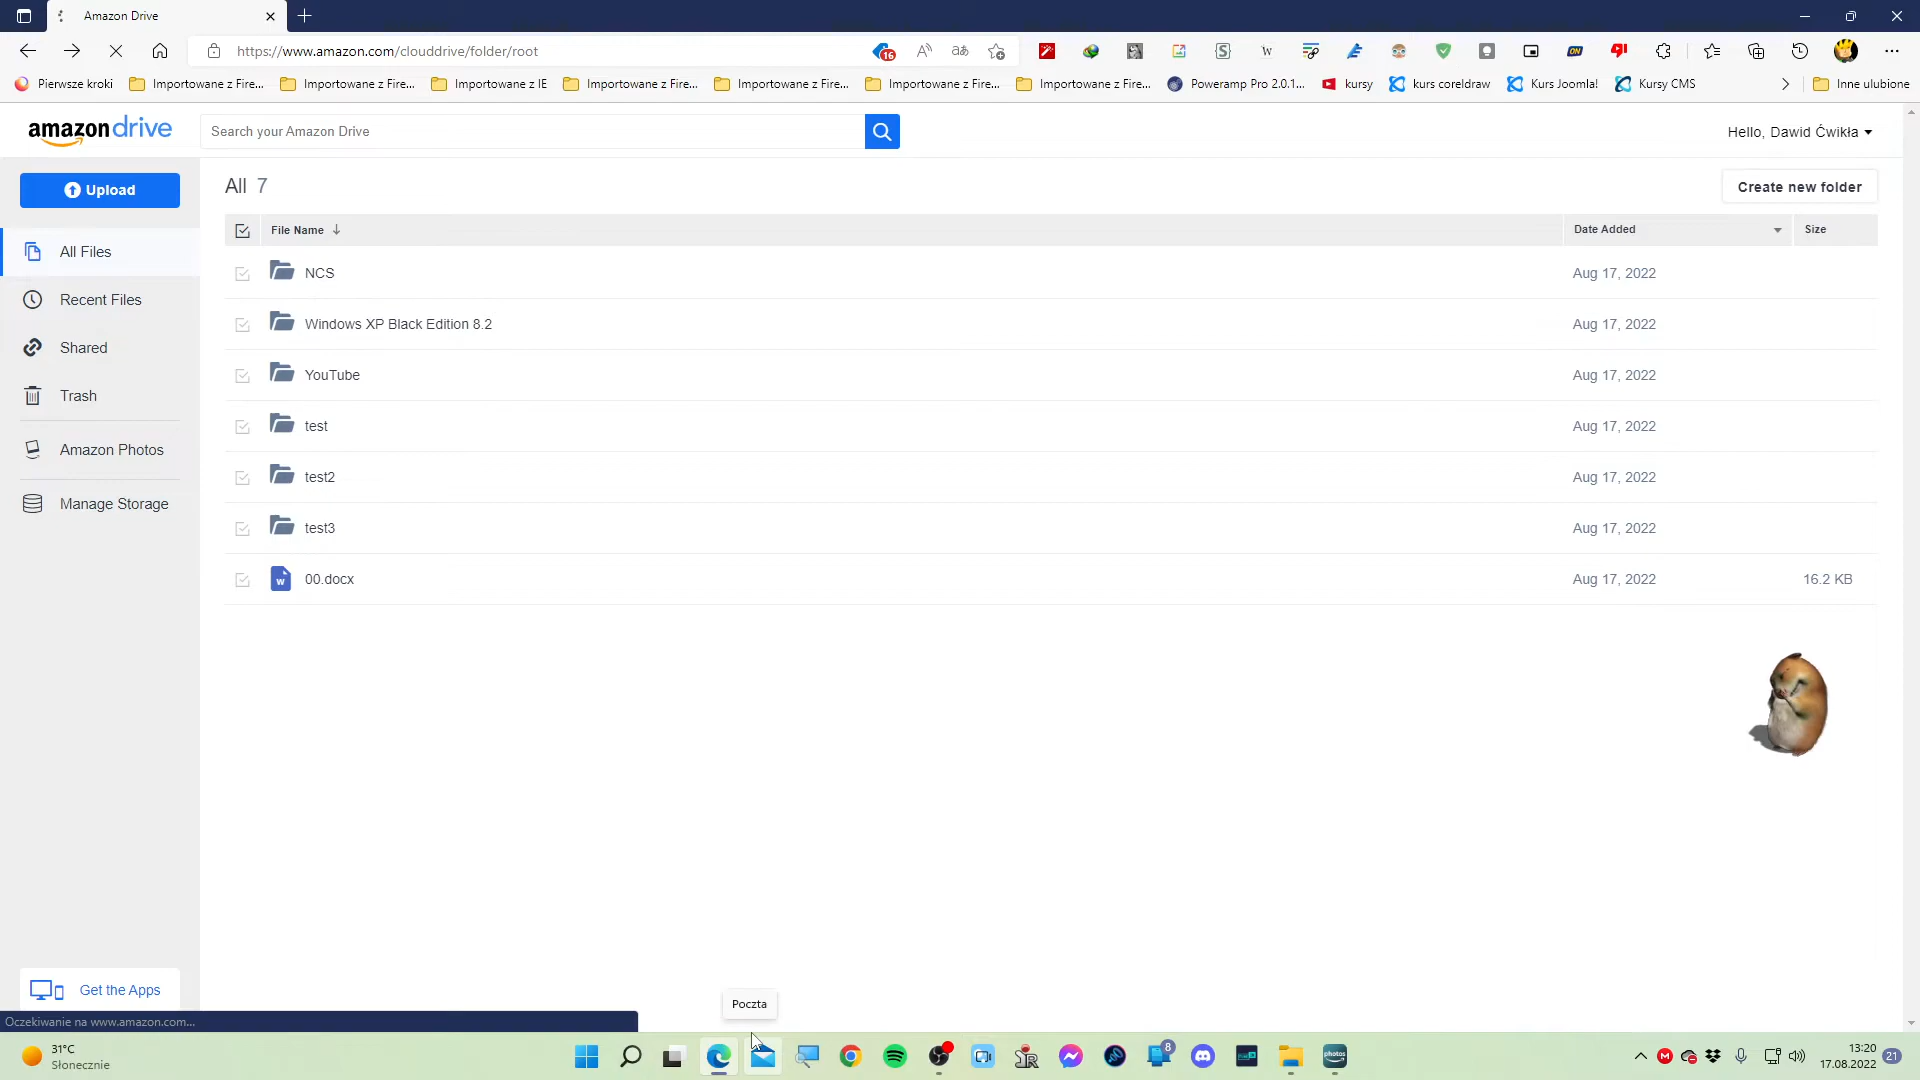 Amazon Drive
https://www.amazon.com/clouddrive/folder/root
16
Pierwsze kroki
Importowane z Fire...
Importowane z Fire...
Importowane z IE
Importowane z Fire...
Importowane z Fire...
Importowane z Fire...
Importowane z Fire...
Poweramp Pro 2.0.1...
kursy
kurs coreldraw
Kurs Joomla!
Kursy CMS
Inne ulubione
amazon drive
Search your Amazon Drive
Hello, Dawid Ćwikła
Upload
All 7
Create new folder
File Name
Date Added
Size
All Files
Recent Files
Shared
Trash
Amazon Photos
Manage Storage
NCS
Aug 17, 2022
Windows XP Black Edition 8.2
Aug 17, 2022
YouTube
Aug 17, 2022
test
Aug 17, 2022
test2
Aug 17, 2022
test3
Aug 17, 2022
W
00.docx
Aug 17, 2022
16.2 KB
Get the Apps
Poczta
Oczekiwanie na www.amazon.com...
31°C
Słonecznie
8
photos
13:20
17.08.2022
21